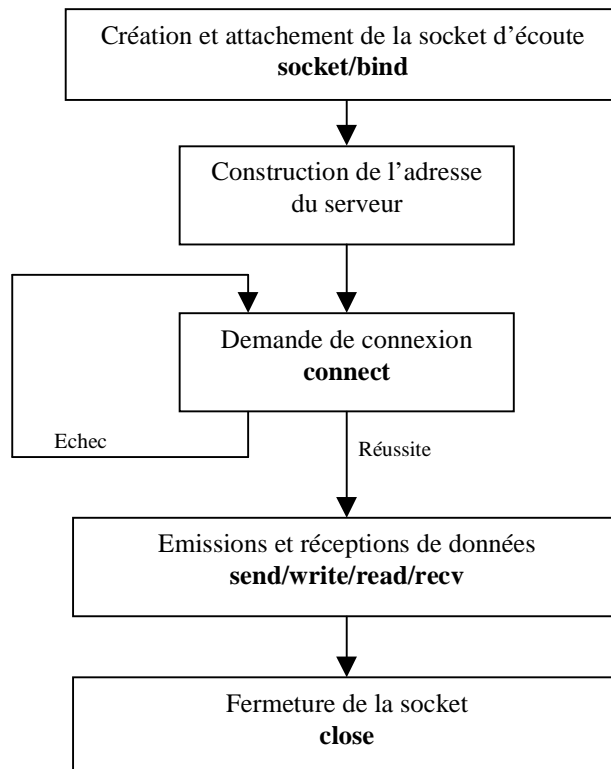 Création et attachement de la socket d’écoute
socket/bind
Construction de l’adresse
du serveur
Demande de connexion
connect
Echec
Réussite
Emissions et réceptions de données
send/write/read/recv
Fermeture de la socket
close